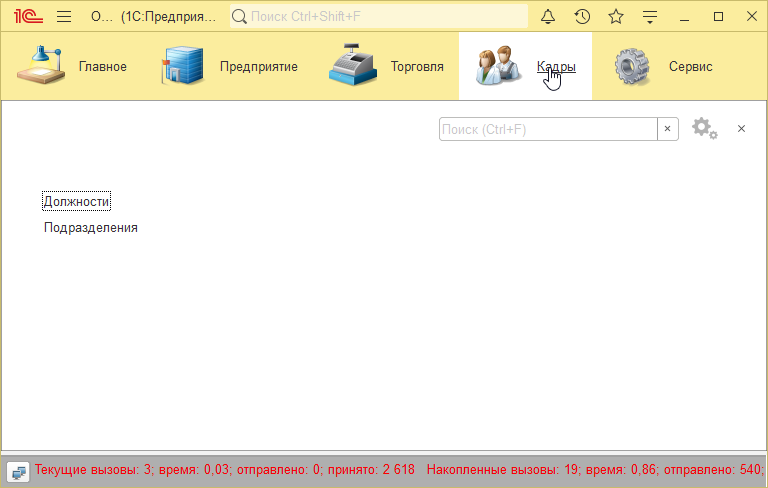 1С О... (1С:Предприя... Поиск Ctrl+Shift+F
Главное Предприятие Торговля Кадры Сервис
Поиск (Ctrl+F) ×
Должности
Подразделения
Текущие вызовы: 3; время: 0,03; отправлено: 0; принято: 2 618 Накопленные вызовы: 19; время: 0,86; отправлено: 540;